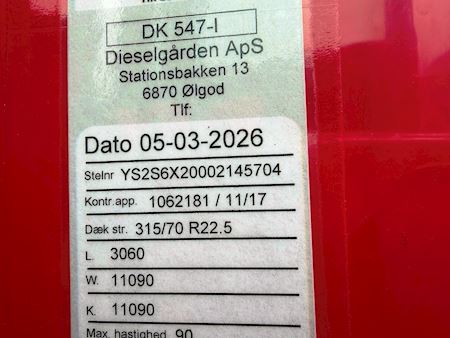 DK 547-I
Dieselgården ApS
Stationsbakken 13
6870 Ølgod
Tlf:
Dato 05-03-2026
Stelnr YS2S6X20002145704
Kontr.app. 1062181 / 11/17
Dæk str. 315/70 R22.5
L. 3060
W. 11090
K. 11090
Max. hastighed 90